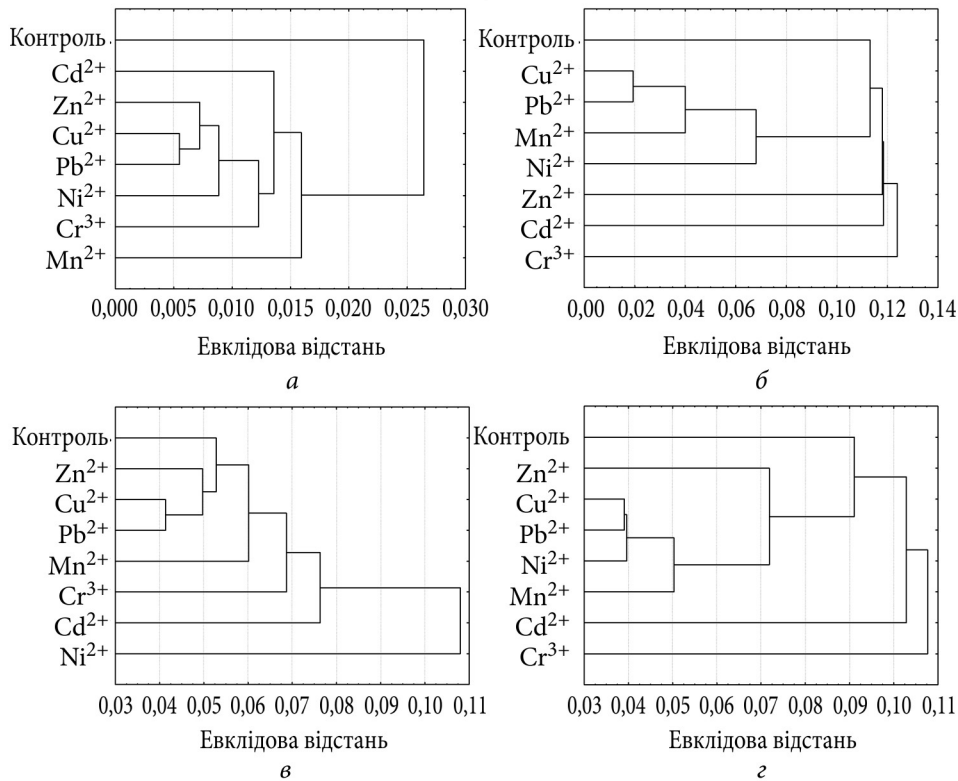 Контроль
Cd2+
Zn2+
Cu2+
Pb2+
Ni2+
Cr3+
Mn2+
0,000 0,005 0,010 0,015 0,020 0,025 0,030
Евклідова відстань
а
Контроль
Cu2+
Pb2+
Mn2+
Ni2+
Zn2+
Cd2+
Cr3+
0,00 0,02 0,04 0,06 0,08 0,10 0,12 0,14
Евклідова відстань
б
Контроль
Zn2+
Cu2+
Pb2+
Mn2+
Cr3+
Cd2+
Ni2+
0,03 0,04 0,05 0,06 0,07 0,08 0,09 0,10 0,11
Евклідова відстань
в
Контроль
Zn2+
Cu2+
Pb2+
Ni2+
Mn2+
Cd2+
Cr3+
0,03 0,04 0,05 0,06 0,07 0,08 0,09 0,10 0,11
Евклідова відстань
г